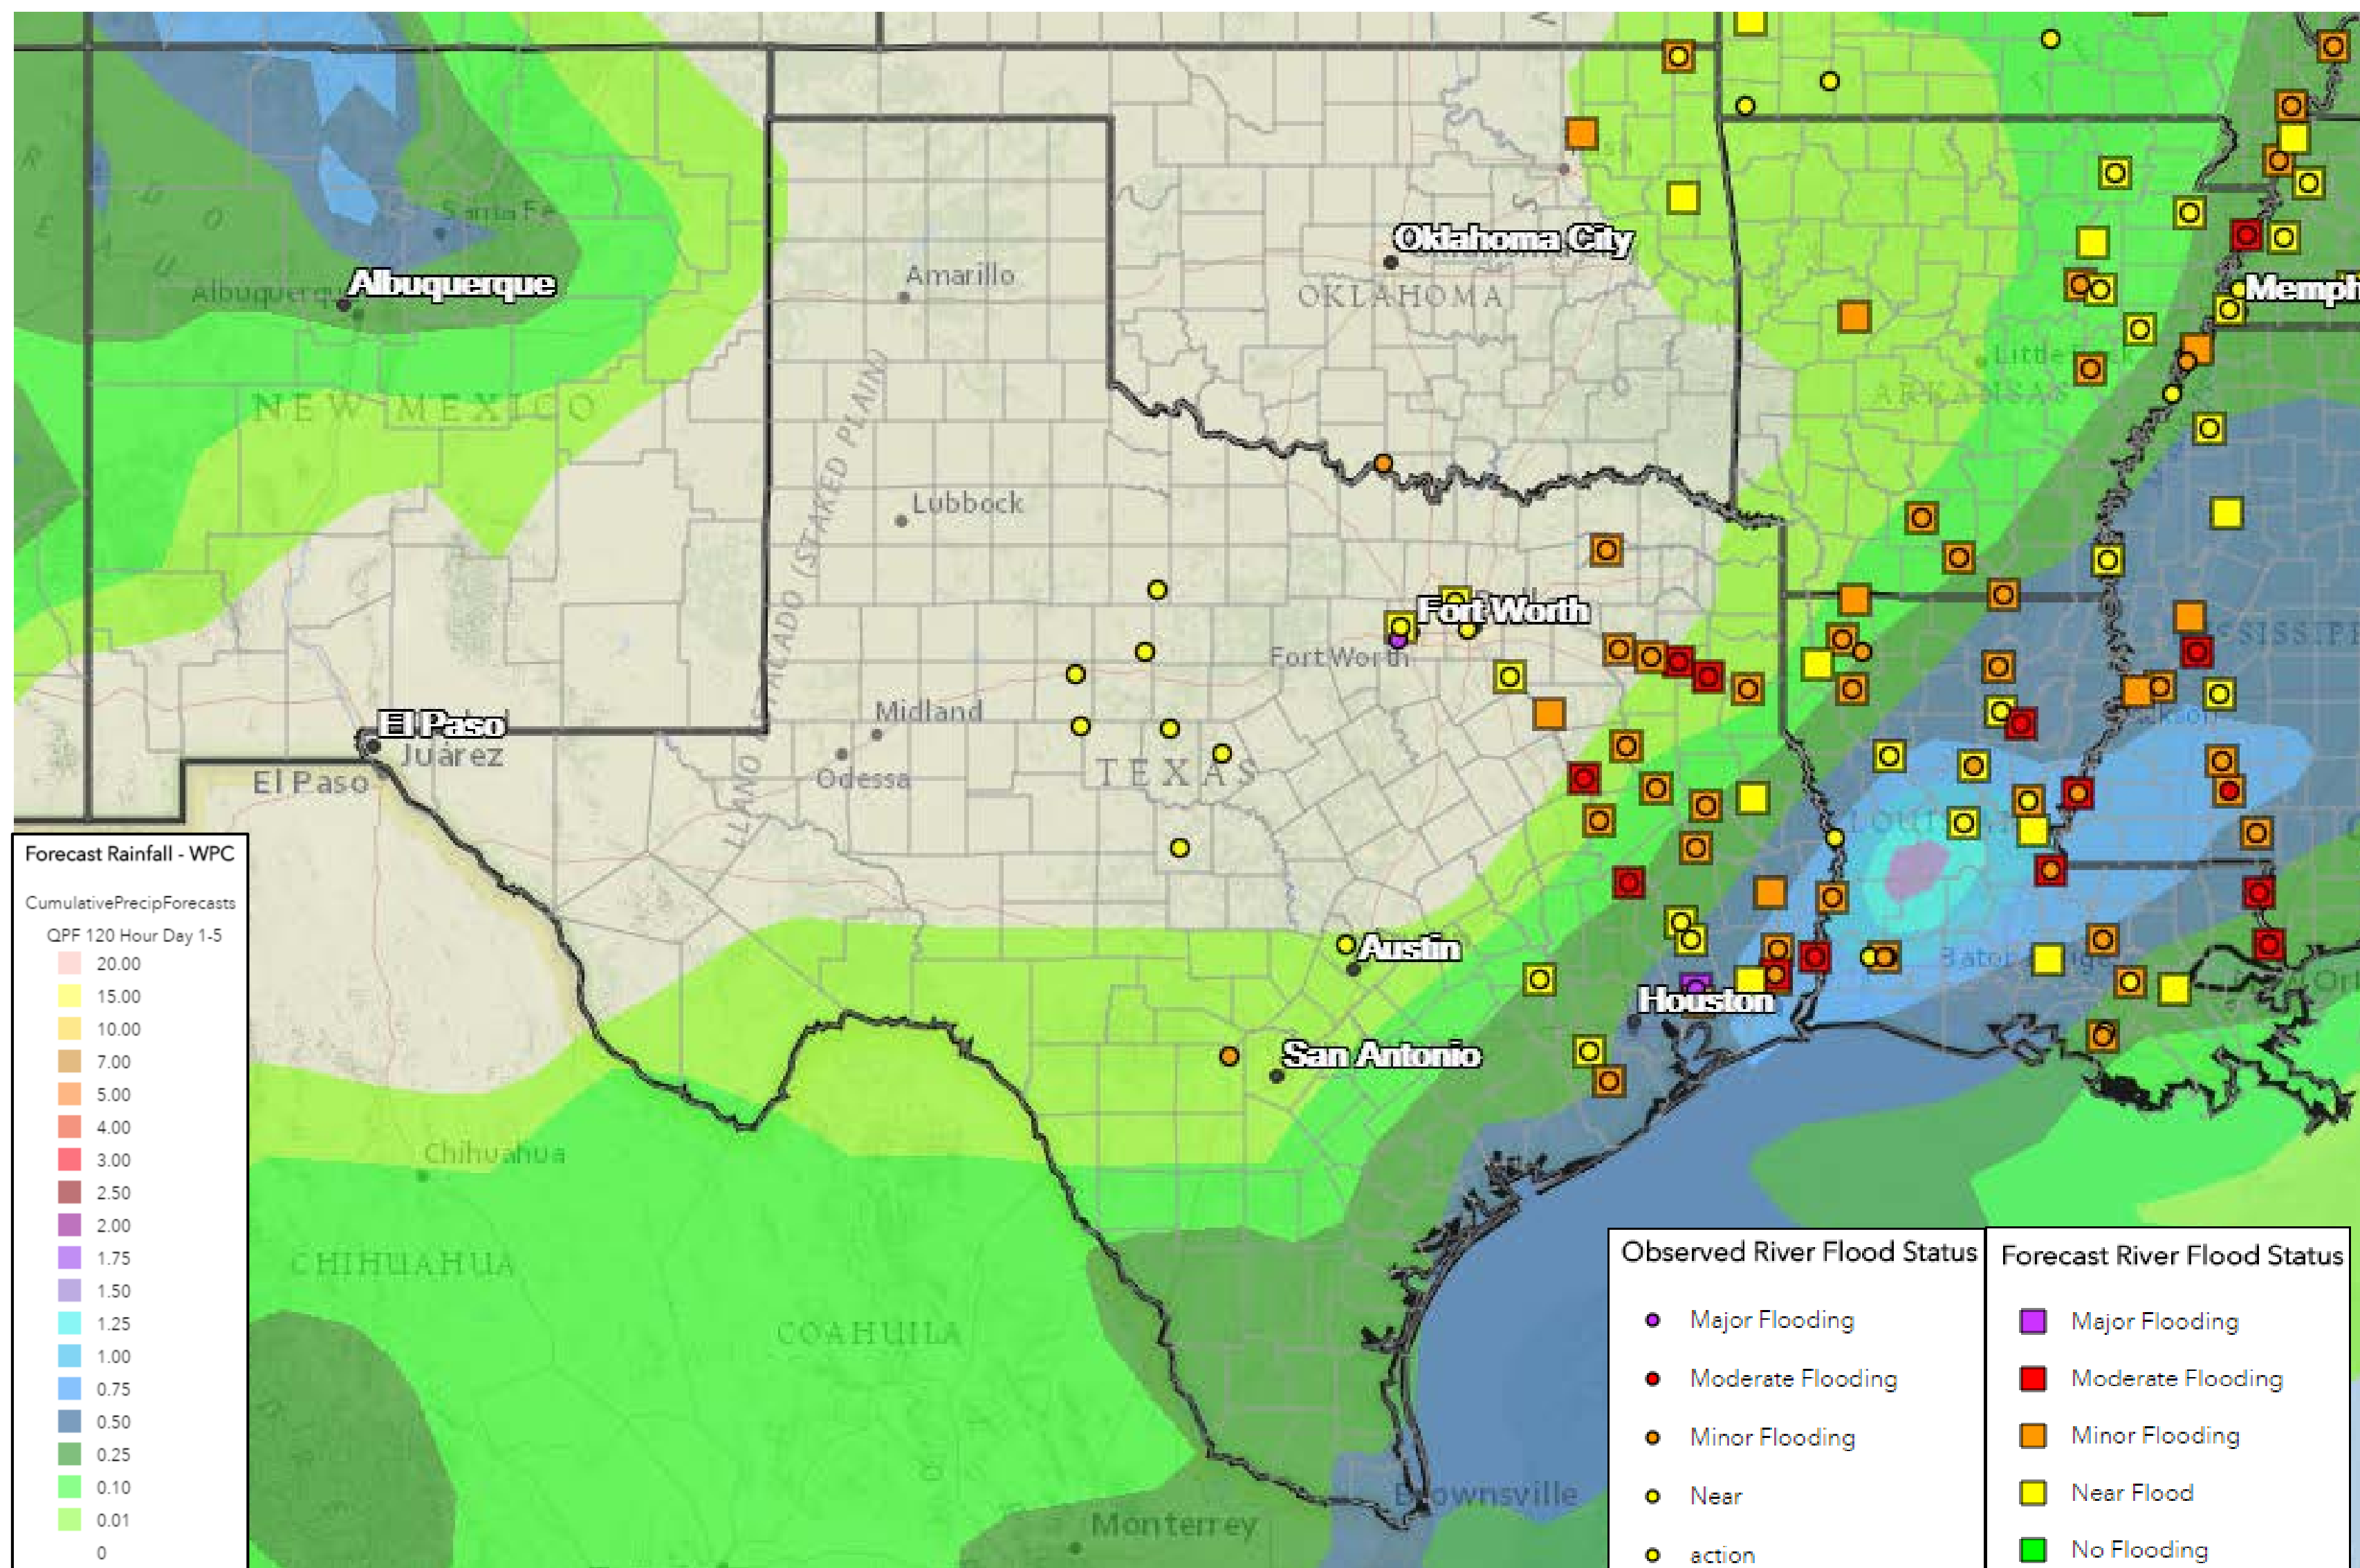 Santa Fe
Albuquerque
Albuquerque
Amarillo
Oklahoma City
OKLAHOMA
Memph
Little Rock
ARKANSAS
NEW MEXICO
LLANO ESTACADO (STAKED PLAIN)
Lubbock
Fort Worth
Fort Worth
SSISSIPP
El Paso
Juárez
El Paso
Midland
Odessa
TEXAS
Jackson
Austin
Houston
San Antonio
Chihuahua
CHIHUAHUA
COAHUILA
Brownsville
Monterrey
Forecast Rainfall - WPC
CumulativePrecipForecasts
QPF 120 Hour Day 1-5
20.00
15.00
10.00
7.00
5.00
4.00
3.00
2.50
2.00
1.75
1.50
1.25
1.00
0.75
0.50
0.25
0.10
0.01
0
Observed River Flood Status
Major Flooding
Moderate Flooding
Minor Flooding
Near
action
Forecast River Flood Status
Major Flooding
Moderate Flooding
Minor Flooding
Near Flood
No Flooding